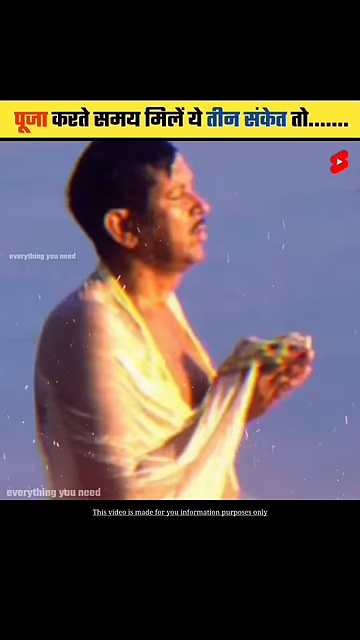 पूजा करते समय मिलें ये तीन संकेत तो.......
everything you need
everything you need
This video is made for you information purposes only